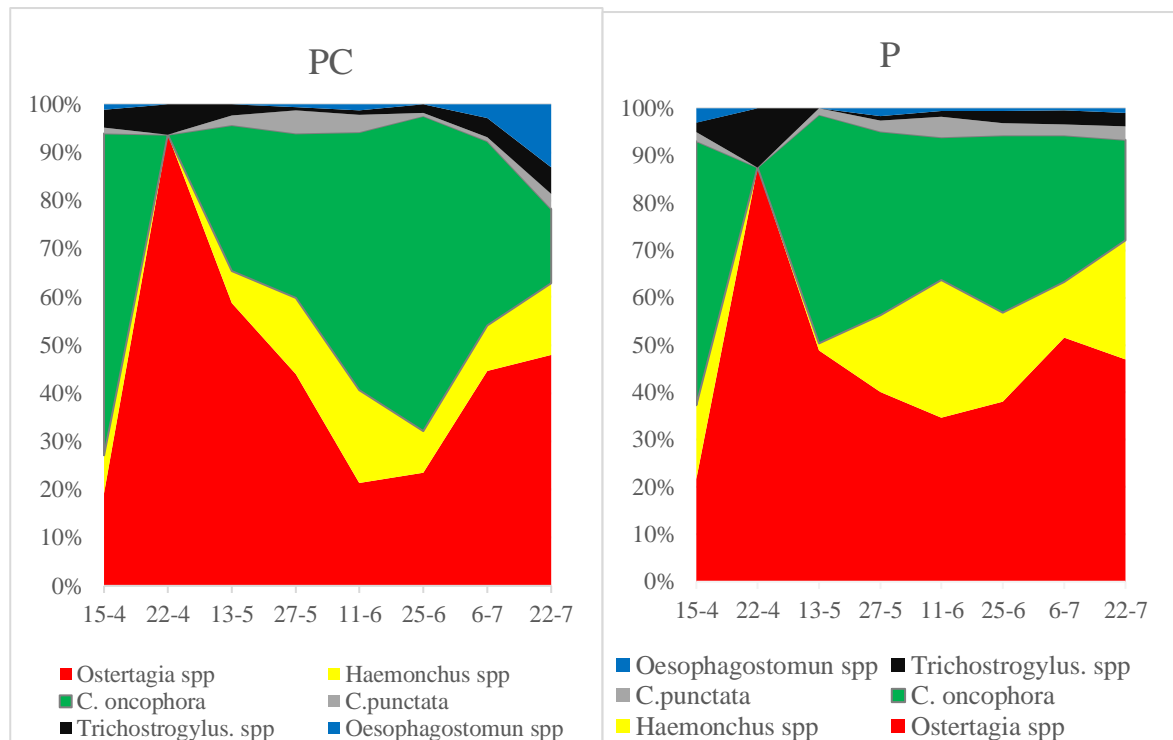 PC
100%
90%
80%
70%
60%
50%
40%
30%
20%
10%
0%
15-4 22-4 13-5 27-5 11-6 25-6 6-7 22-7
Ostertagia spp Haemonchus spp
C. oncophora C.punctata
Trichostrogylus. spp Oesophagostomun spp
P
100%
90%
80%
70%
60%
50%
40%
30%
20%
10%
0%
15-4 22-4 13-5 27-5 11-6 25-6 6-7 22-7
Oesophagostomun spp Trichostrogylus. spp
C.punctata C. oncophora
Haemonchus spp Ostertagia spp